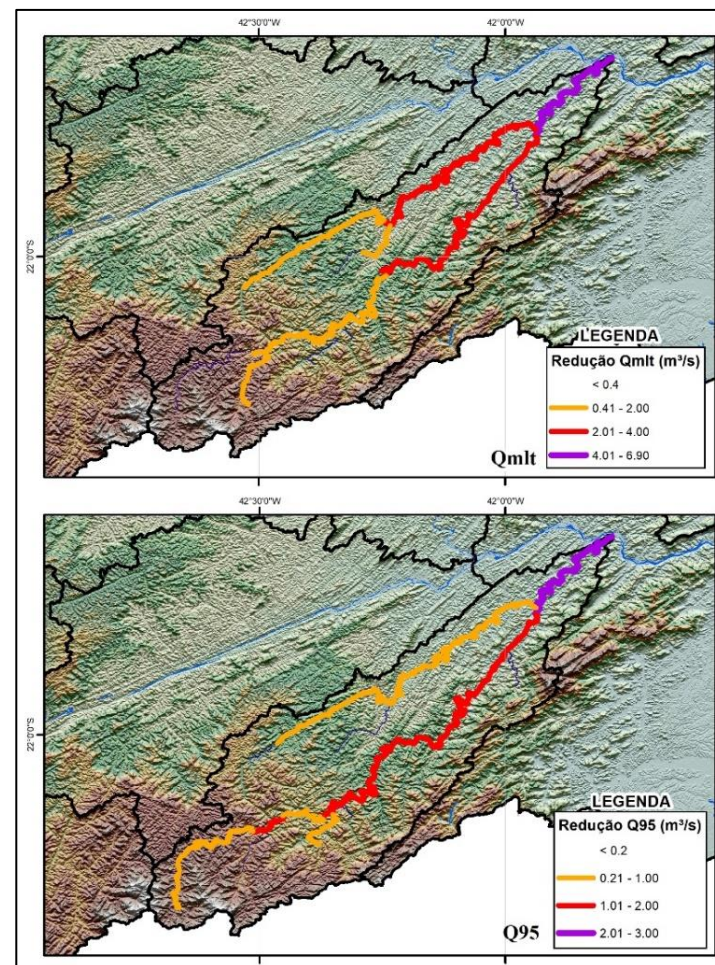 42°30'0"W 42°0'0"W
22°0'0"S
LEGENDA
Redução Qmlt (m³/s)
< 0.4
0.41 - 2.00
2.01 - 4.00
4.01 - 6.90
Qmlt
42°30'0"W 42°0'0"W
22°0'0"S
LEGENDA
Redução Q95 (m³/s)
< 0.2
0.21 - 1.00
1.01 - 2.00
2.01 - 3.00
Q95